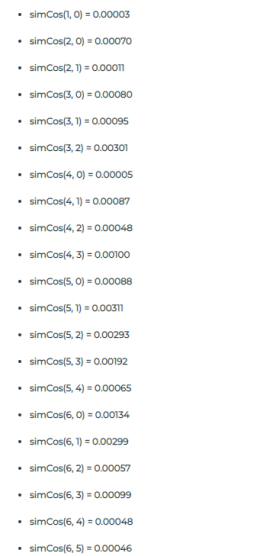 • simCos(1, 0) = 0.00003
• simCos(2, 0) = 0.00070
• simCos(2, 1) = 0.00011
• simCos(3, 0) = 0.00080
• simCos(3, 1) = 0.00095
• simCos(3, 2) = 0.00301
• simCos(4, 0) = 0.00005
• simCos(4, 1) = 0.00087
• simCos(4, 2) = 0.00048
• simCos(4, 3) = 0.00100
• simCos(5, 0) = 0.00088
• simCos(5, 1) = 0.00311
• simCos(5, 2) = 0.00293
• simCos(5, 3) = 0.00192
• simCos(5, 4) = 0.00065
• simCos(6, 0) = 0.00134
• simCos(6, 1) = 0.00299
• simCos(6, 2) = 0.00057
• simCos(6, 3) = 0.00099
• simCos(6, 4) = 0.00048
• simCos(6, 5) = 0.00046